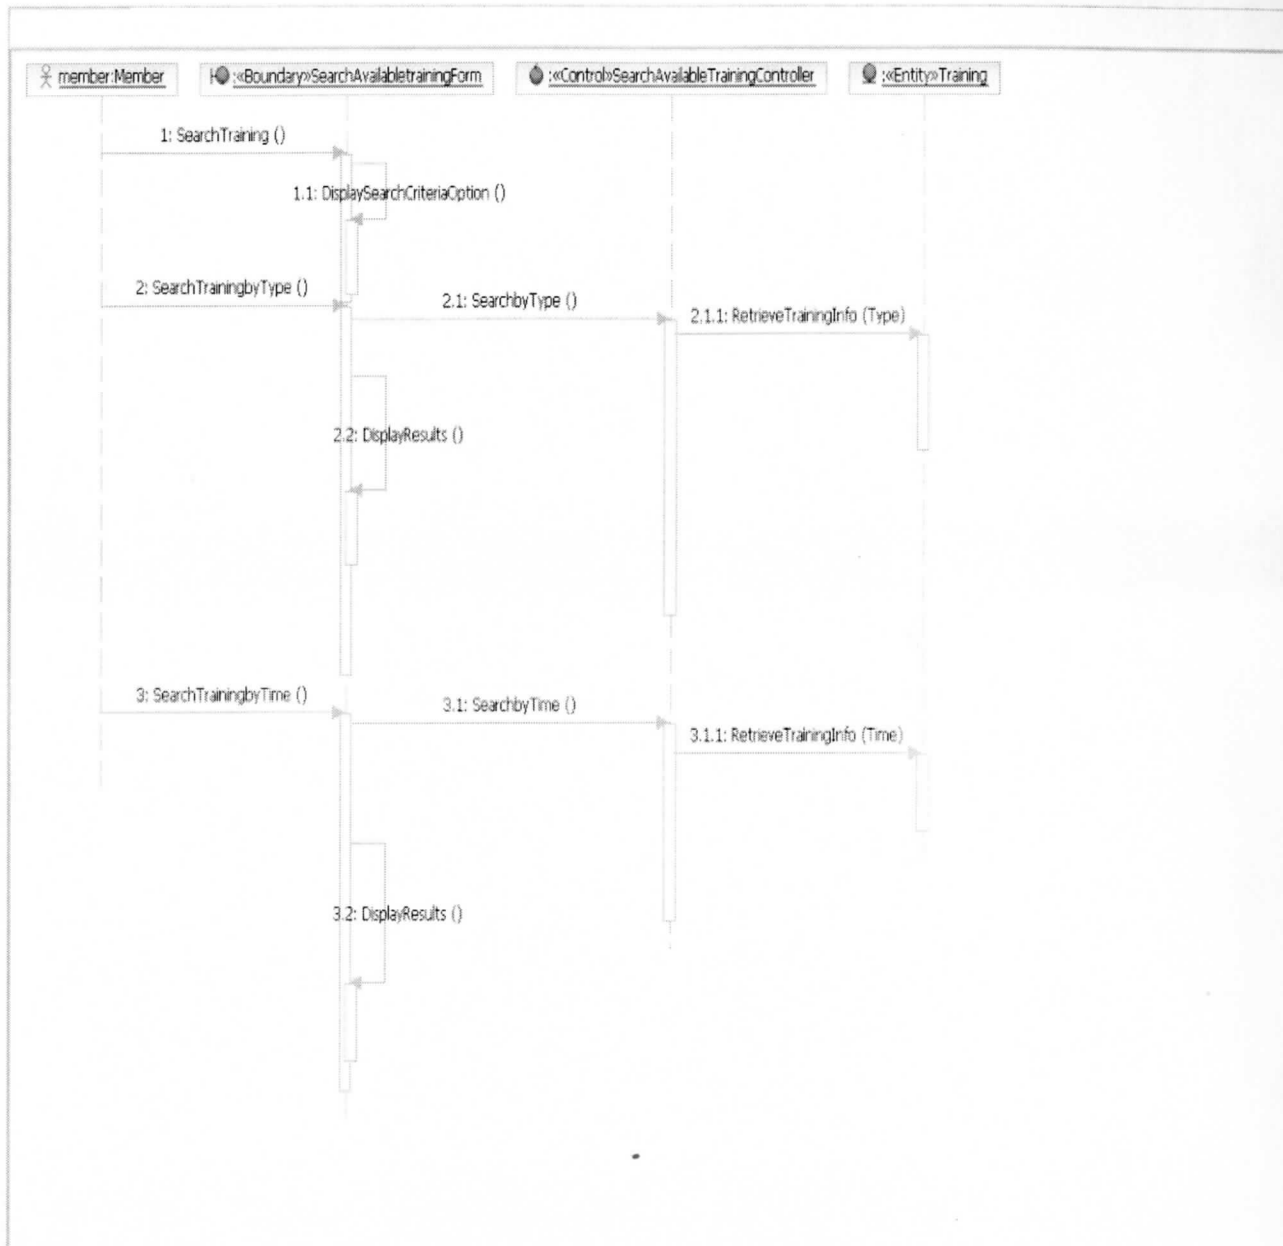 member:Member
:«Boundary»SearchAvailabletrainingForm
:«Control»SearchAvailableTrainingController
:«Entity»Training
1: SearchTraining ()
1.1: DisplaySearchCriteriaOption ()
2: SearchTrainingbyType ()
2.1: SearchbyType ()
2.1.1: RetrieveTrainingInfo (Type)
2.2: DisplayResults ()
3: SearchTrainingbyTime ()
3.1: SearchbyTime ()
3.1.1: RetrieveTrainingInfo (Time)
3.2: DisplayResults ()